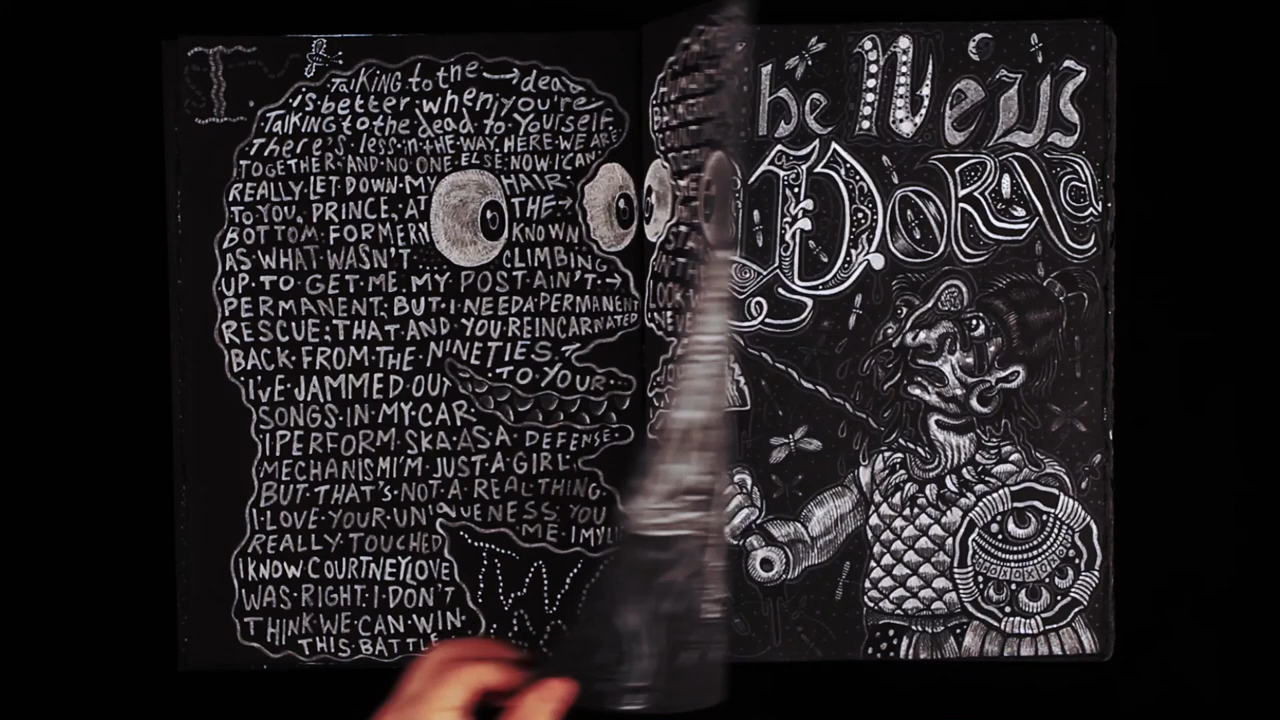 T.
TalKING to the → dead
is better when you're
TalKING to the dead to Yourself.
There's less in tHE WAY. HERE WE ARE
TOGETHER AND NO ONE ELSE NOW I CAN
REALLY LET DOWN MY HAIR
TO YOU, PRINCE, AT THE →
BOTTOM. FORMERLY KNOWN
AS WHAT WASN'T CLIMBING
UP TO GET ME. MY POST AIN'T →
PERMANENT. BUT I NEED A PERMANENT
RESCUE: THAT AND YOU REINCARNATED
BACK FROM THE NINETIES.
TO YOUR...
I'VE JAMMED OUT
SONGS IN MY CAR
I PERFORM SKA AS A DEFENSE
MECHANISM I'M JUST A GIRL
BUT THAT'S NOT A REAL THING.
I LOVE YOUR UNIQUENESS YOU
REALLY TOUCHED ME I
I KNOW COURTNEY LOVE
WAS RIGHT I DON'T
THINK WE CAN WIN
THIS BATTLE
he New
World